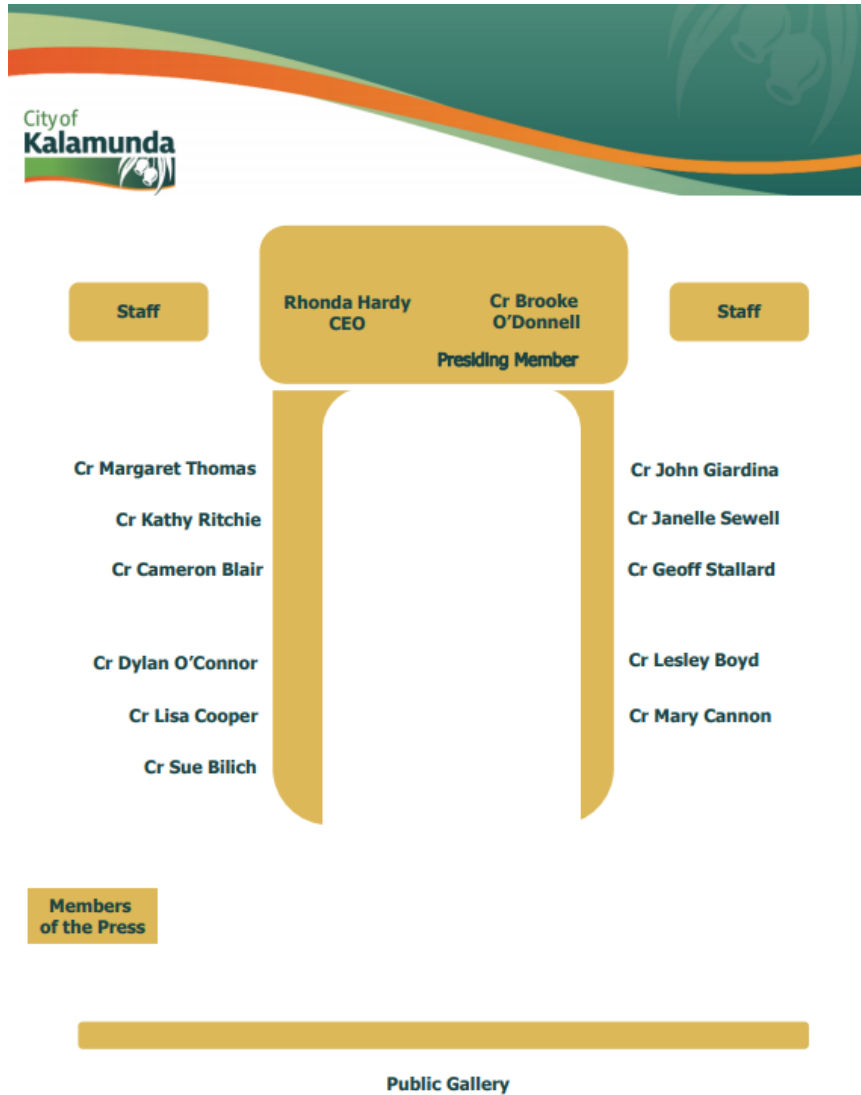 City of
Kalamunda
Staff
Rhonda Hardy
CEO
Cr Brooke
O’Donnell
Presiding Member
Staff
Cr Margaret Thomas
Cr Kathy Ritchie
Cr Cameron Blair
Cr Dylan O’Connor
Cr Lisa Cooper
Cr Sue Bilich
Cr John Giardina
Cr Janelle Sewell
Cr Geoff Stallard
Cr Lesley Boyd
Cr Mary Cannon
Members
of the Press
Public Gallery